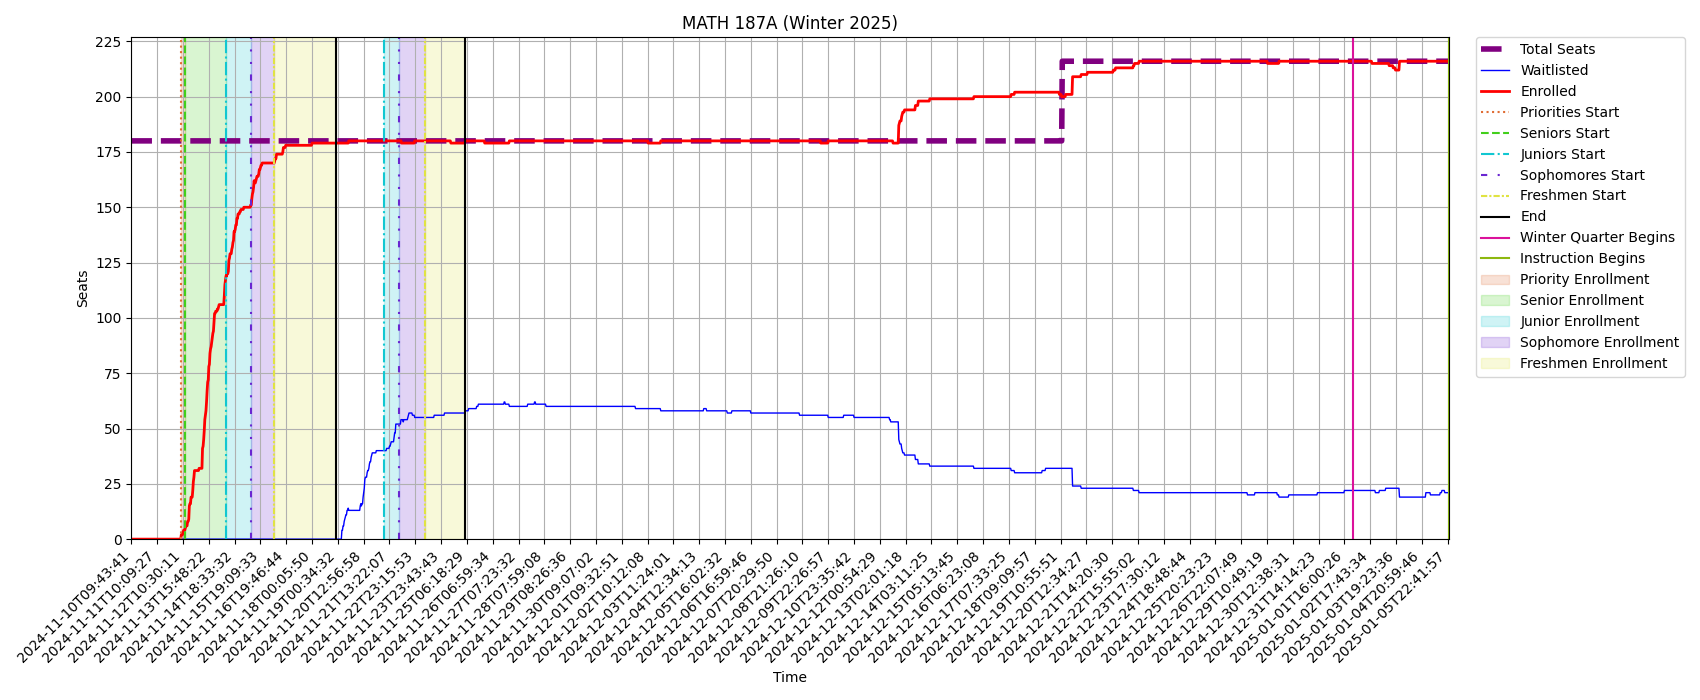 MATH 187A (Winter 2025)
Seats
225
200
175
150
125
100
75
50
25
0
2024-11-10T09:43:41
2024-11-11T10:09:27
2024-11-12T10:30:11
2024-11-13T15:48:22
2024-11-14T18:33:32
2024-11-15T19:09:33
2024-11-16T19:46:44
2024-11-18T00:05:50
2024-11-19T00:34:32
2024-11-20T12:56:58
2024-11-21T13:22:07
2024-11-22T23:15:53
2024-11-23T23:43:43
2024-11-25T06:18:29
2024-11-26T06:59:34
2024-11-27T07:23:32
2024-11-28T07:59:08
2024-11-29T08:26:36
2024-11-30T09:07:02
2024-12-01T09:32:51
2024-12-02T10:12:08
2024-12-03T11:24:01
2024-12-04T12:34:13
2024-12-05T16:02:32
2024-12-06T16:59:46
2024-12-07T20:29:50
2024-12-08T21:26:10
2024-12-09T22:26:57
2024-12-10T23:35:42
2024-12-12T00:54:29
2024-12-13T02:01:18
2024-12-14T03:11:25
2024-12-15T05:13:45
2024-12-16T06:23:08
2024-12-17T07:33:25
2024-12-18T09:09:57
2024-12-19T10:55:51
2024-12-20T12:34:27
2024-12-21T14:20:30
2024-12-22T15:55:02
2024-12-23T17:30:12
2024-12-24T18:48:44
2024-12-25T20:23:23
2024-12-26T22:07:49
2024-12-29T10:49:19
2024-12-30T12:38:31
2024-12-31T14:14:23
2025-01-01T16:00:26
2025-01-02T17:43:34
2025-01-03T19:23:36
2025-01-04T20:59:46
2025-01-05T22:41:57
Time
Total Seats
Waitlisted
Enrolled
Priorities Start
Seniors Start
Juniors Start
Sophomores Start
Freshmen Start
End
Winter Quarter Begins
Instruction Begins
Priority Enrollment
Senior Enrollment
Junior Enrollment
Sophomore Enrollment
Freshmen Enrollment